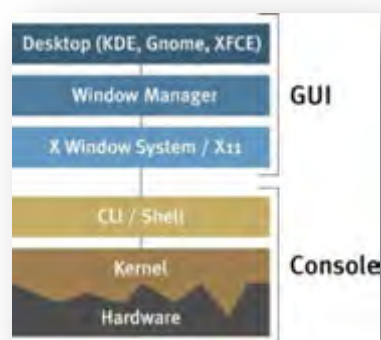 Desktop (KDE, Gnome, XFCE)
Window Manager
GUI
X Window System / X11
CLI / Shell
Kernel
Console
Hardware